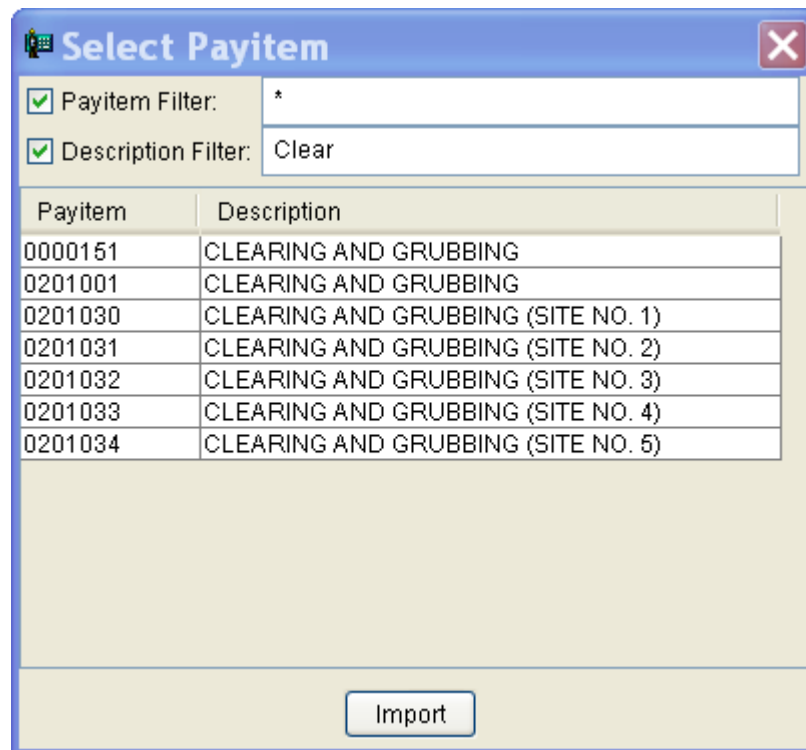 Select Payitem
Payitem Filter: *
Description Filter: Clear
Payitem Description
0000151 CLEARING AND GRUBBING
0201001 CLEARING AND GRUBBING
0201030 CLEARING AND GRUBBING (SITE NO. 1)
0201031 CLEARING AND GRUBBING (SITE NO. 2)
0201032 CLEARING AND GRUBBING (SITE NO. 3)
0201033 CLEARING AND GRUBBING (SITE NO. 4)
0201034 CLEARING AND GRUBBING (SITE NO. 5)
Import